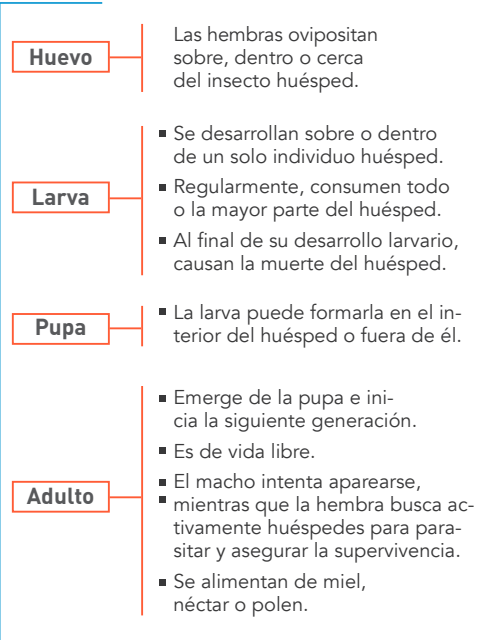 Huevo
Las hembras ovipositan
sobre, dentro o cerca
del insecto huésped.
Larva
▪ Se desarrollan sobre o dentro
de un solo individuo huésped.
▪ Regularmente, consumen todo
o la mayor parte del huésped.
▪ Al final de su desarrollo larvario,
causan la muerte del huésped.
Pupa
▪ La larva puede formarla en el in-
terior del huésped o fuera de él.
Adulto
▪ Emerge de la pupa e ini-
cia la siguiente generación.
▪ Es de vida libre.
▪ El macho intenta aparearse,
▪ mientras que la hembra busca ac-
tivamente huéspedes para para-
sitar y asegurar la supervivencia.
▪ Se alimentan de miel,
néctar o polen.